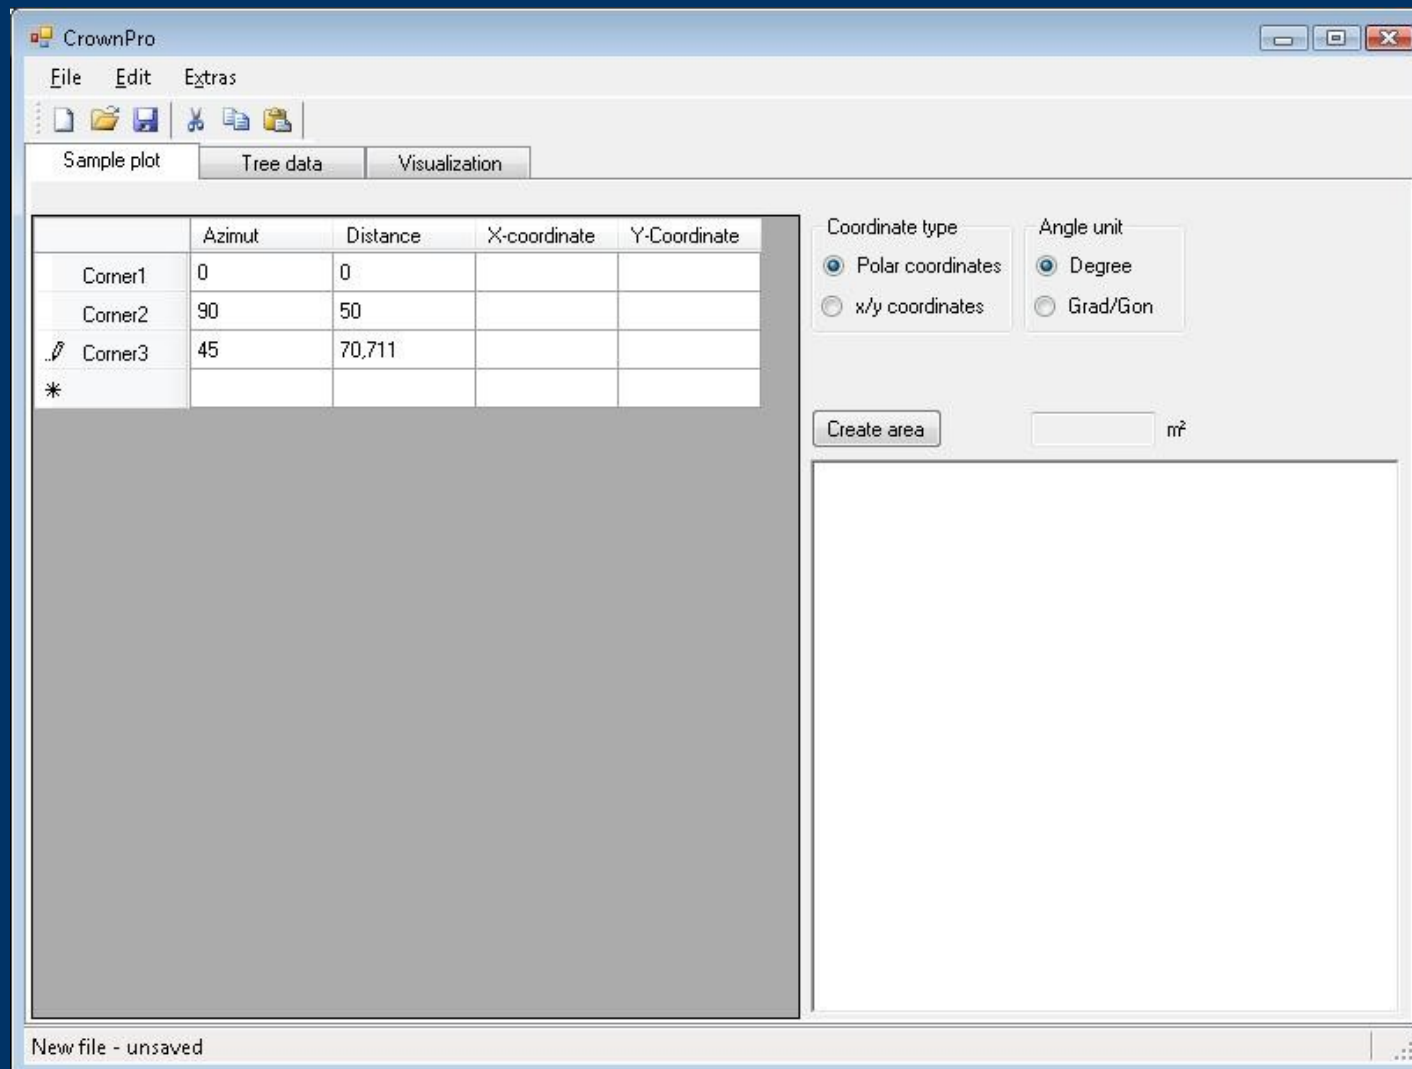 CrownPro
File Edit Extras
Sample plot Tree data Visualization
Azimut Distance X-coordinate Y-Coordinate
Corner1 0 0
Corner2 90 50
Corner3 45 70,711
Coordinate type Angle unit
Polar coordinates Degree
x/y coordinates Grad/Gon
Create area m²
New file - unsaved